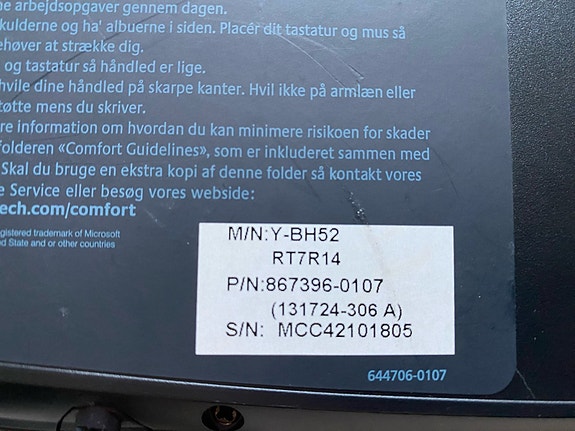 arbejdsopgaver gennem dagen.
kulderne og ha' albuerne i siden. Placér dit tastatur og mus så
behøver at strække dig.
og tastatur så håndled er lige.
hvile dine håndled på skarpe kanter. Hvil ikke på armlæn eller
støtte mens du skriver.
re information om hvordan du kan minimere risikoen for skader
folderen «Comfort Guidelines», som er inkluderet sammen med
Skal du bruge en ekstra kopi af denne folder så kontakt vores
e Service eller besøg vores webside:
ech.com/comfort
egistered trademark of Microsoft
ed State and or other countries
M/N:Y-BH52
RT7R14
P/N:867396-0107
(131724-306 A)
S/N: MCC42101805
644706-0107